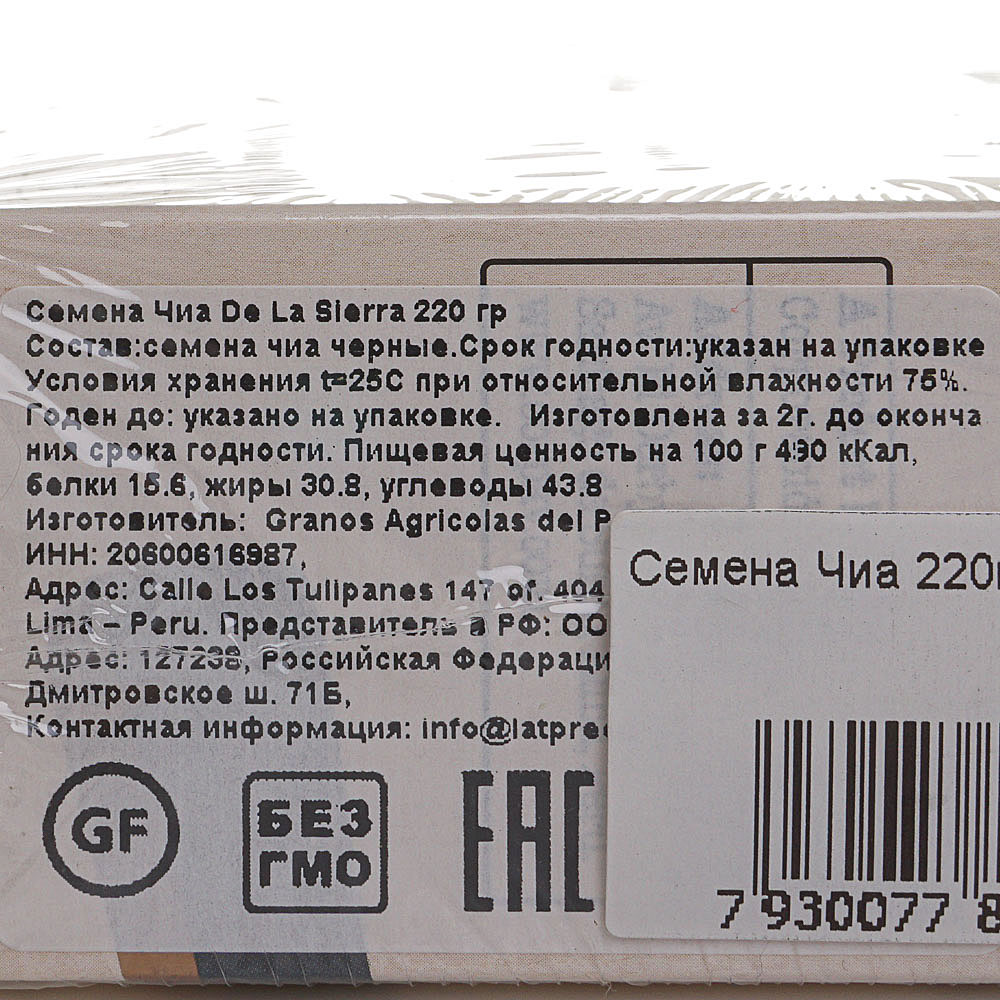 Семена Чиа De La Sierra 220 гр
Состав:семена чиа черные.Срок годности:указан на упаковке
Условия хранения t=25C при относительной влажности 75%.
Годен до: указано на упаковке. Изготовлена за 2г. до оконча
ния срока годности. Пищевая ценность на 100 г 490 кКал,
белки 15.6, жиры 30.8, углеводы 43.8
Изготовитель: Granos Agricolas del P
ИНН: 20600616987,
Адрес: Calle Los Tulipanes 147 of. 404
Lima – Peru. Представитель в РФ: ОО
Адрес: 127238, Российская Федераци
Дмитровское ш. 71Б,
Контактная информация: info@latpre
Семена Чиа 220
7 930077 8
GF
БЕЗ
ГМО
EAC